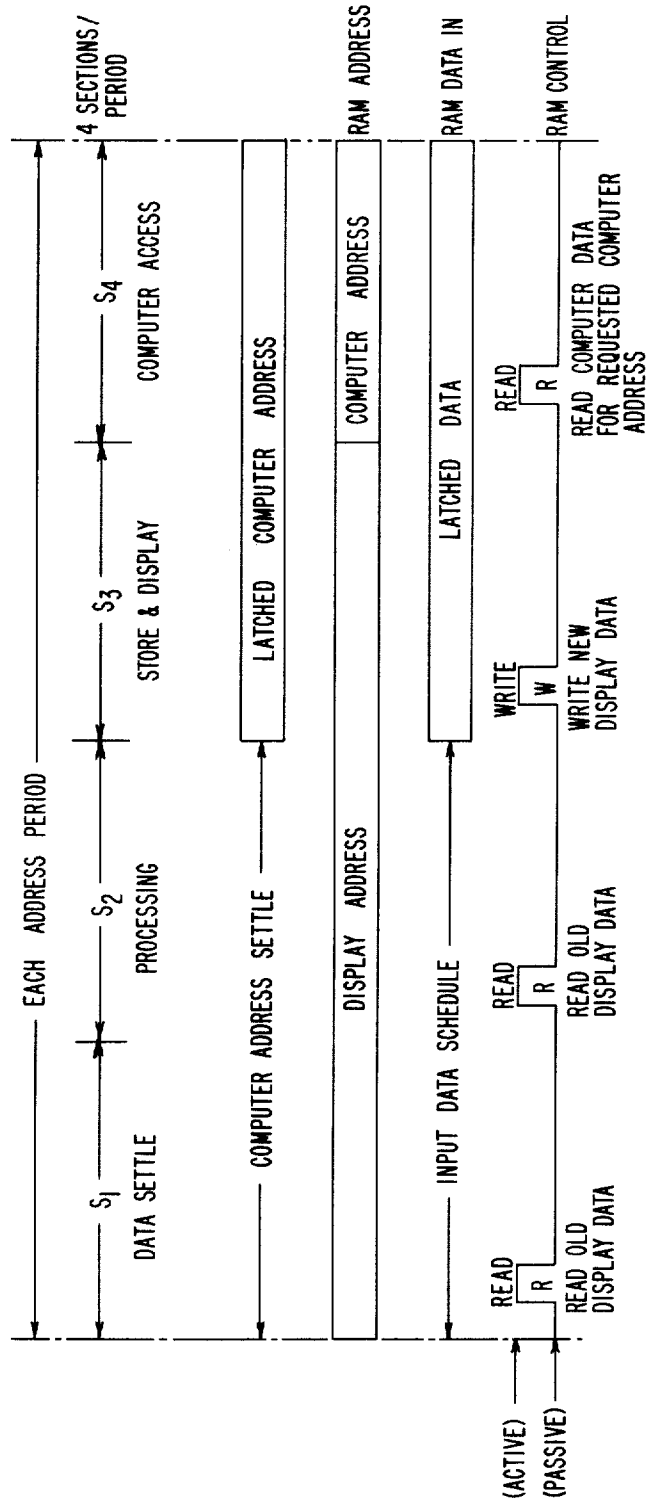 EACH ADDRESS PERIOD
4 SECTIONS/
PERIOD
S1
S2
S3
S4
DATA SETTLE
PROCESSING
STORE & DISPLAY
COMPUTER ACCESS
COMPUTER ADDRESS SETTLE
LATCHED COMPUTER ADDRESS
DISPLAY ADDRESS
COMPUTER ADDRESS
RAM ADDRESS
INPUT DATA SCHEDULE
LATCHED DATA
RAM DATA IN
(ACTIVE)
(PASSIVE)
READ
R
READ OLD
DISPLAY DATA
READ
R
READ OLD
DISPLAY DATA
WRITE
W
WRITE NEW
DISPLAY DATA
READ
R
READ COMPUTER DATA
FOR REQUESTED COMPUTER
ADDRESS
RAM CONTROL